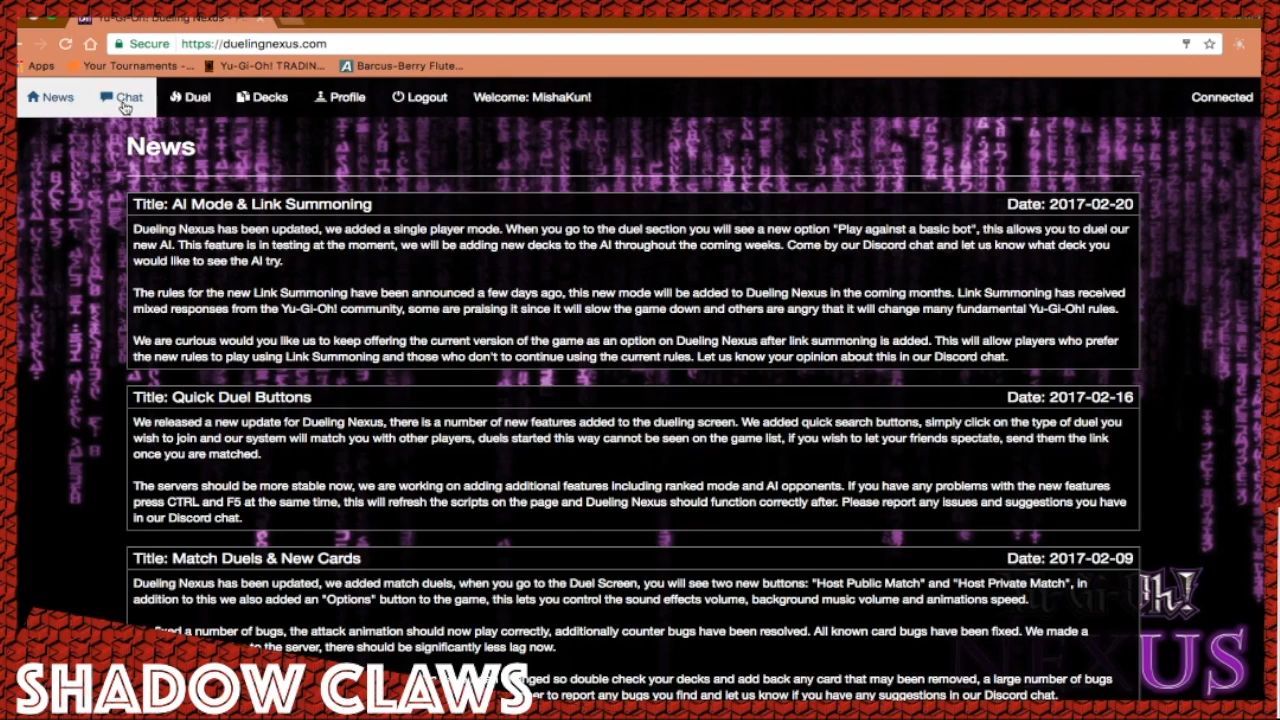 Yu-Gi-Oh! Dueling Nexus
Secure https://duelingnexus.com
Apps Your Tournaments -... Yu-Gi-Oh! TRADIN... Barcus-Berry Flute...
News Chat Duel Decks Profile Logout Welcome: MishaKun! Connected
News
Title: AI Mode & Link Summoning Date: 2017-02-20
Dueling Nexus has been updated, we added a single player mode. When you go to the duel section you will see a new option "Play against a basic bot", this allows you to duel our
new AI. This feature is in testing at the moment, we will be adding new decks to the AI throughout the coming weeks. Come by our Discord chat and let us know what deck you
would like to see the AI try.
The rules for the new Link Summoning have been announced a few days ago, this new mode will be added to Dueling Nexus in the coming months. Link Summoning has received
mixed responses from the Yu-Gi-Oh! community, some are praising it since it will slow the game down and others are angry that it will change many fundamental Yu-Gi-Oh! rules.
We are curious would you like us to keep offering the current version of the game as an option on Dueling Nexus after link summoning is added. This will allow players who prefer
the new rules to play using Link Summoning and those who don't to continue using the current rules. Let us know your opinion about this in our Discord chat.
Title: Quick Duel Buttons Date: 2017-02-16
We released a new update for Dueling Nexus, there is a number of new features added to the dueling screen. We added quick search buttons, simply click on the type of duel you
wish to join and our system will match you with other players, duels started this way cannot be seen on the game list, if you wish to let your friends spectate, send them the link
once you are matched.
The servers should be more stable now, we are working on adding additional features including ranked mode and AI opponents. If you have any problems with the new features
press CTRL and F5 at the same time, this will refresh the scripts on the page and Dueling Nexus should function correctly after. Please report any issues and suggestions you have
in our Discord chat.
Title: Match Duels & New Cards Date: 2017-02-09
Dueling Nexus has been updated, we added match duels, when you go to the Duel Screen, you will see two new buttons: "Host Public Match" and "Host Private Match", in
addition to this we also added an "Options" button to the game, this lets you control the sound effects volume, background music volume and animations speed.
a number of bugs, the attack animation should now play correctly, additionally counter bugs have been resolved. All known card bugs have been fixed. We made a
to the server, there should be significantly less lag now.
so double check your decks and add back any card that may been removed, a large number of bugs
to report any bugs you find and let us know if you have any suggestions in our Discord chat.
SHADOW CLAWS